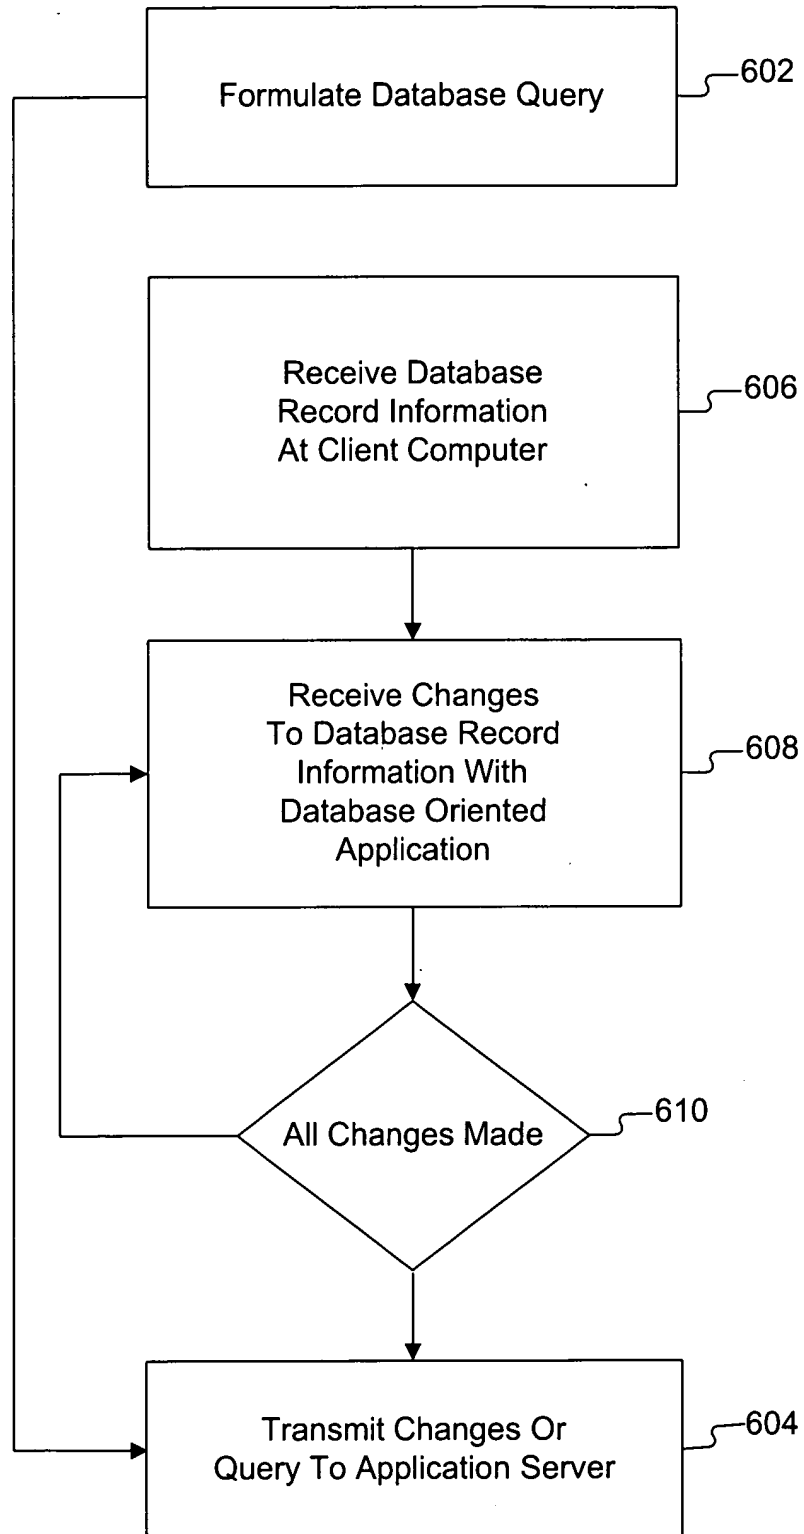 Formulate Database Query
602
Receive Database
Record Information
At Client Computer
606
Receive Changes
To Database Record
Information With
Database Oriented
Application
608
All Changes Made
610
Transmit Changes Or
Query To Application Server
604